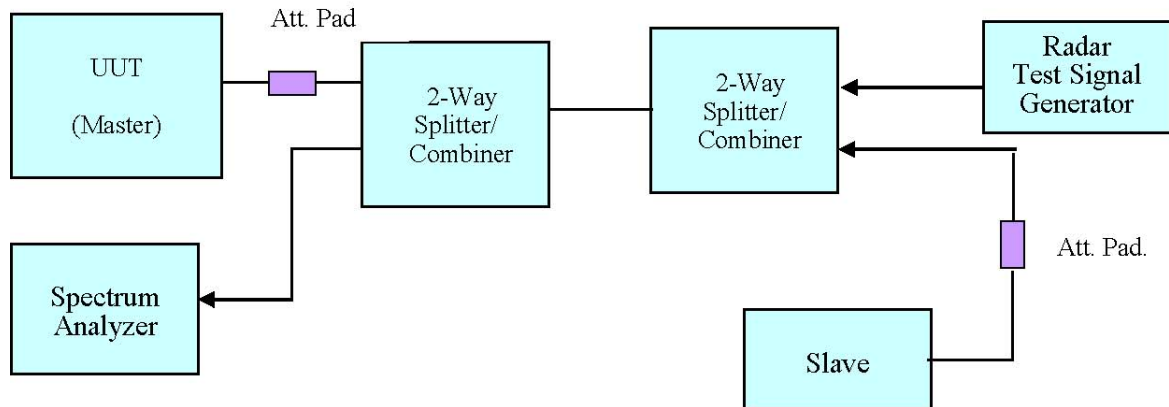 Att. Pad
UUT
(Master)
2-Way
Splitter/
Combiner
2-Way
Splitter/
Combiner
Radar
Test Signal
Generator
Spectrum
Analyzer
Att. Pad.
Slave